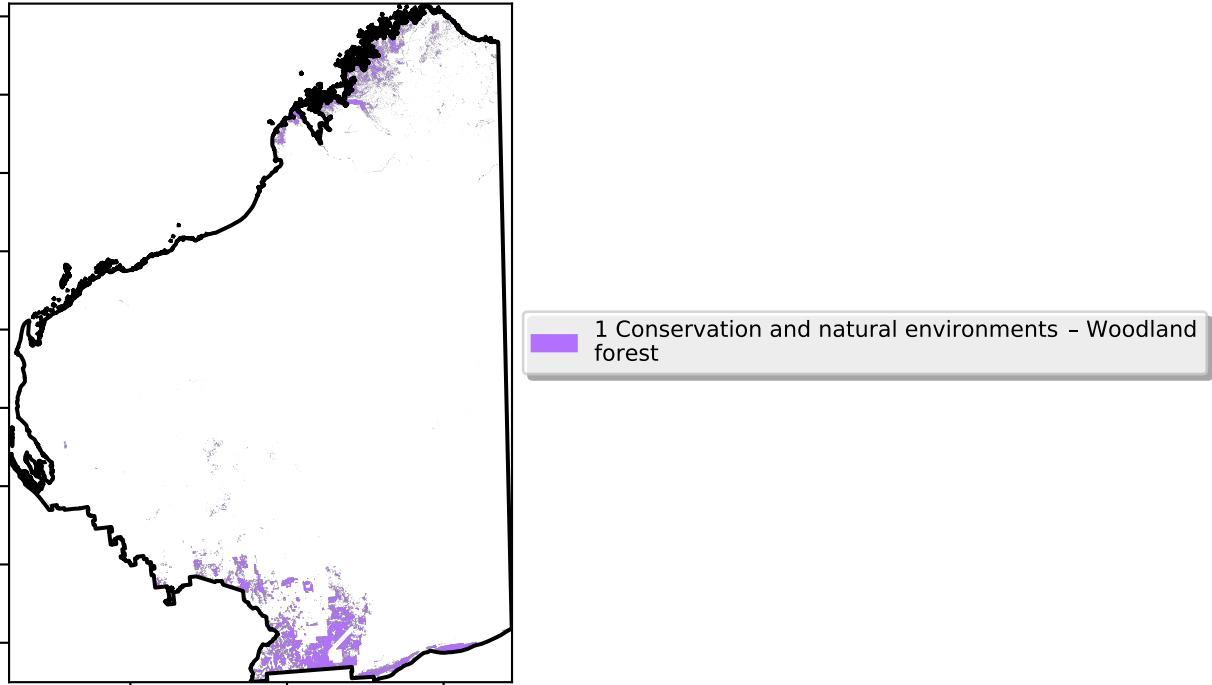 1 Conservation and natural environments – Woodland
forest